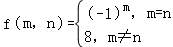 f(m, n)={(-1)^m, m=n
8, m≠n